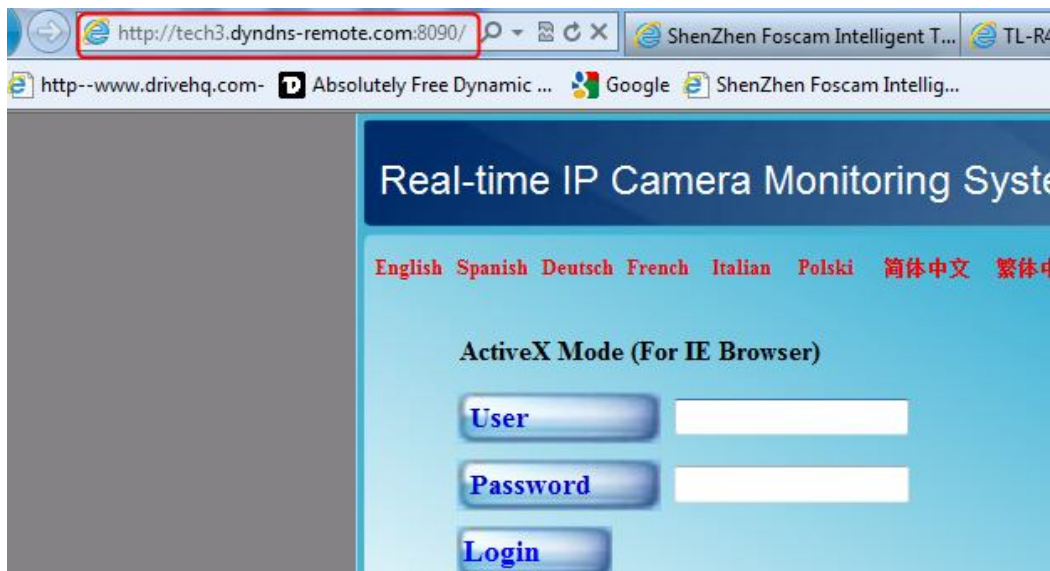 http://tech3.dyndns-remote.com:8090/ ShenZhen Foscam Intelligent T... TL-R4
http--www.drivehq.com- Absolutely Free Dynamic ... Google ShenZhen Foscam Intellig...
Real-time IP Camera Monitoring Syste
English Spanish Deutsch French Italian Polski 简体中文 繁体中
ActiveX Mode (For IE Browser)
User
Password
Login